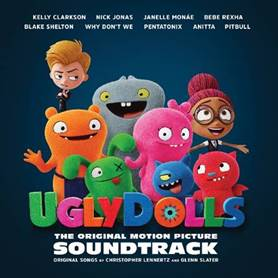 KELLY CLARKSON NICK JONAS JANELLE MONÁE BEBE REXHA
BLAKE SHELTON WHY DON'T WE PENTATONIX ANITTA PITBULL
UGLYDOLLS
THE ORIGINAL MOTION PICTURE
SOUNDTRACK
ORIGINAL SONGS BY CHRISTOPHER LENNERTZ AND GLENN SLATER